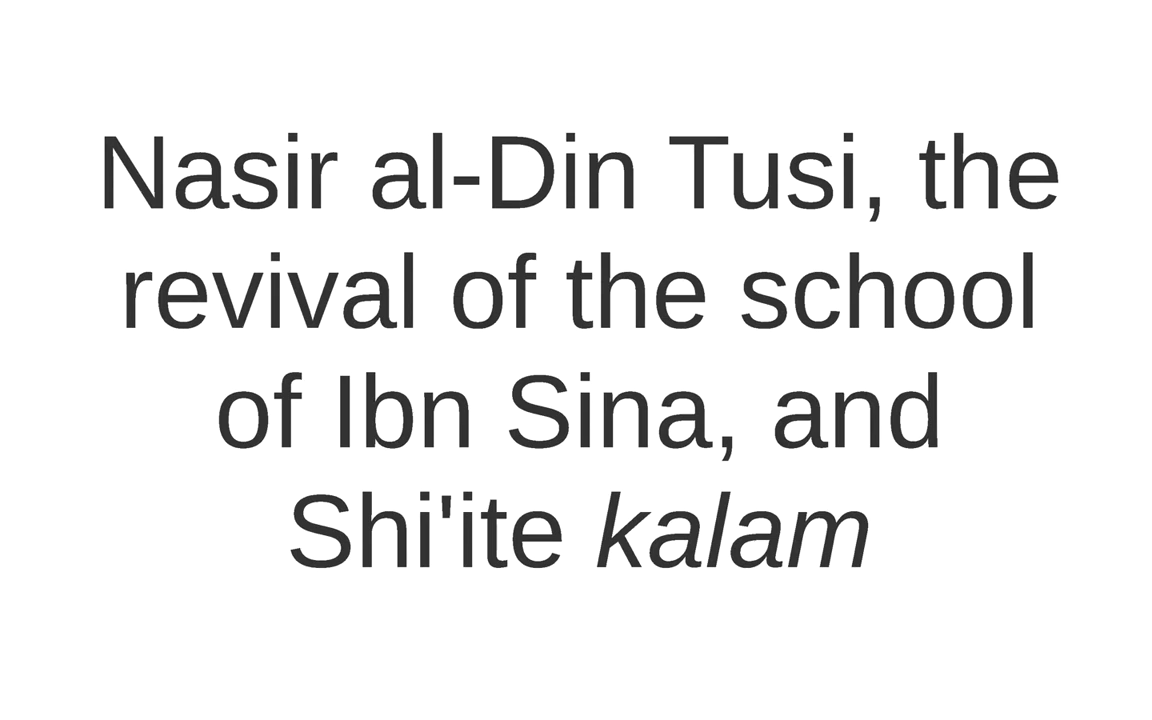 Nasir al-Din Tusi, the
revival of the school
of Ibn Sina, and
Shi'ite kalam